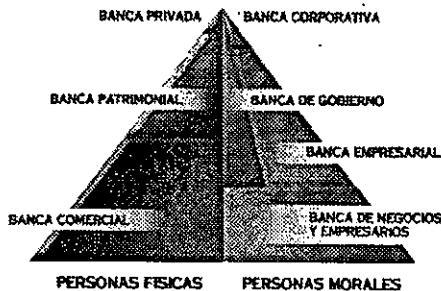 BANCA PRIVADA
BANCA CORPORATIVA
BANCA PATRIMONIAL
BANCA DE GOBIERNO
BANCA EMPRESARIAL
BANCA COMERCIAL
BANCA DE NEGOCIOS
Y EMPRESARIOS
PERSONAS FISICAS
PERSONAS MORALES